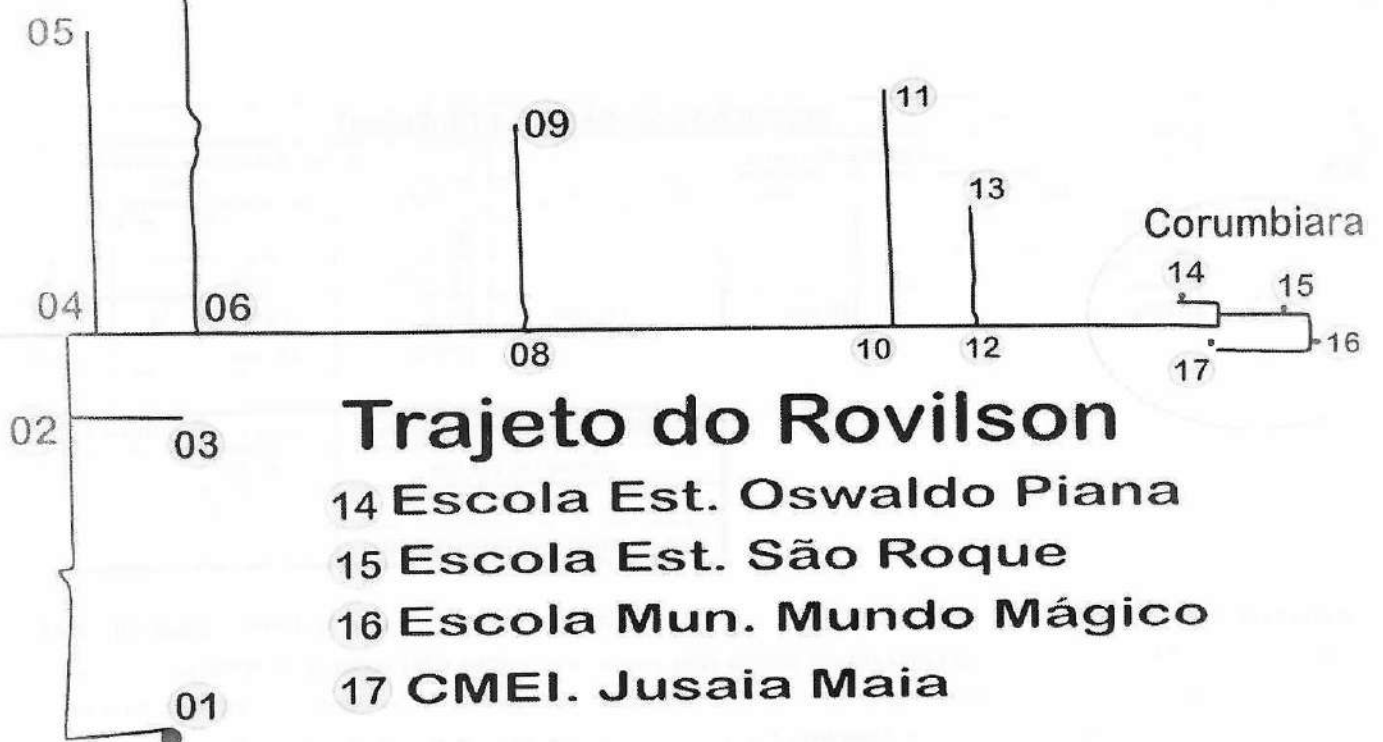 05
09
11
13
Corumbiara
14
15
04
06
08
10
12
17
16
02
03
Trajeto do Rovilson
14 Escola Est. Oswaldo Piana
15 Escola Est. São Roque
16 Escola Mun. Mundo Mágico
17 CMEI. Jusaia Maia
01